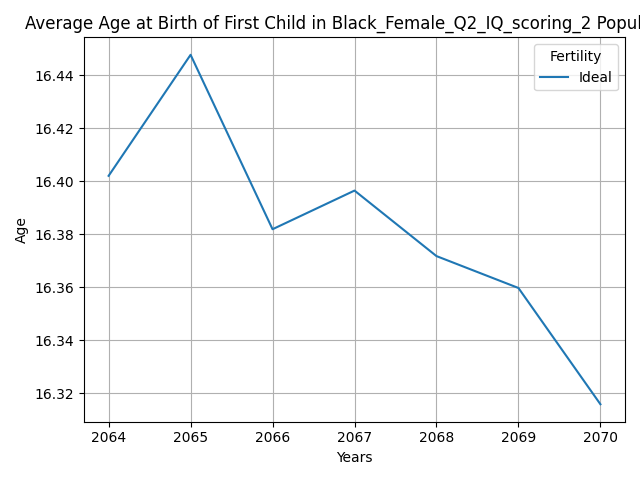 Average Age at Birth of First Child in Black_Female_Q2_IQ_scoring_2 Popul
Fertility
Ideal
16.44
16.42
16.40
16.38
16.36
16.34
16.32
Age
2064 2065 2066 2067 2068 2069 2070
Years